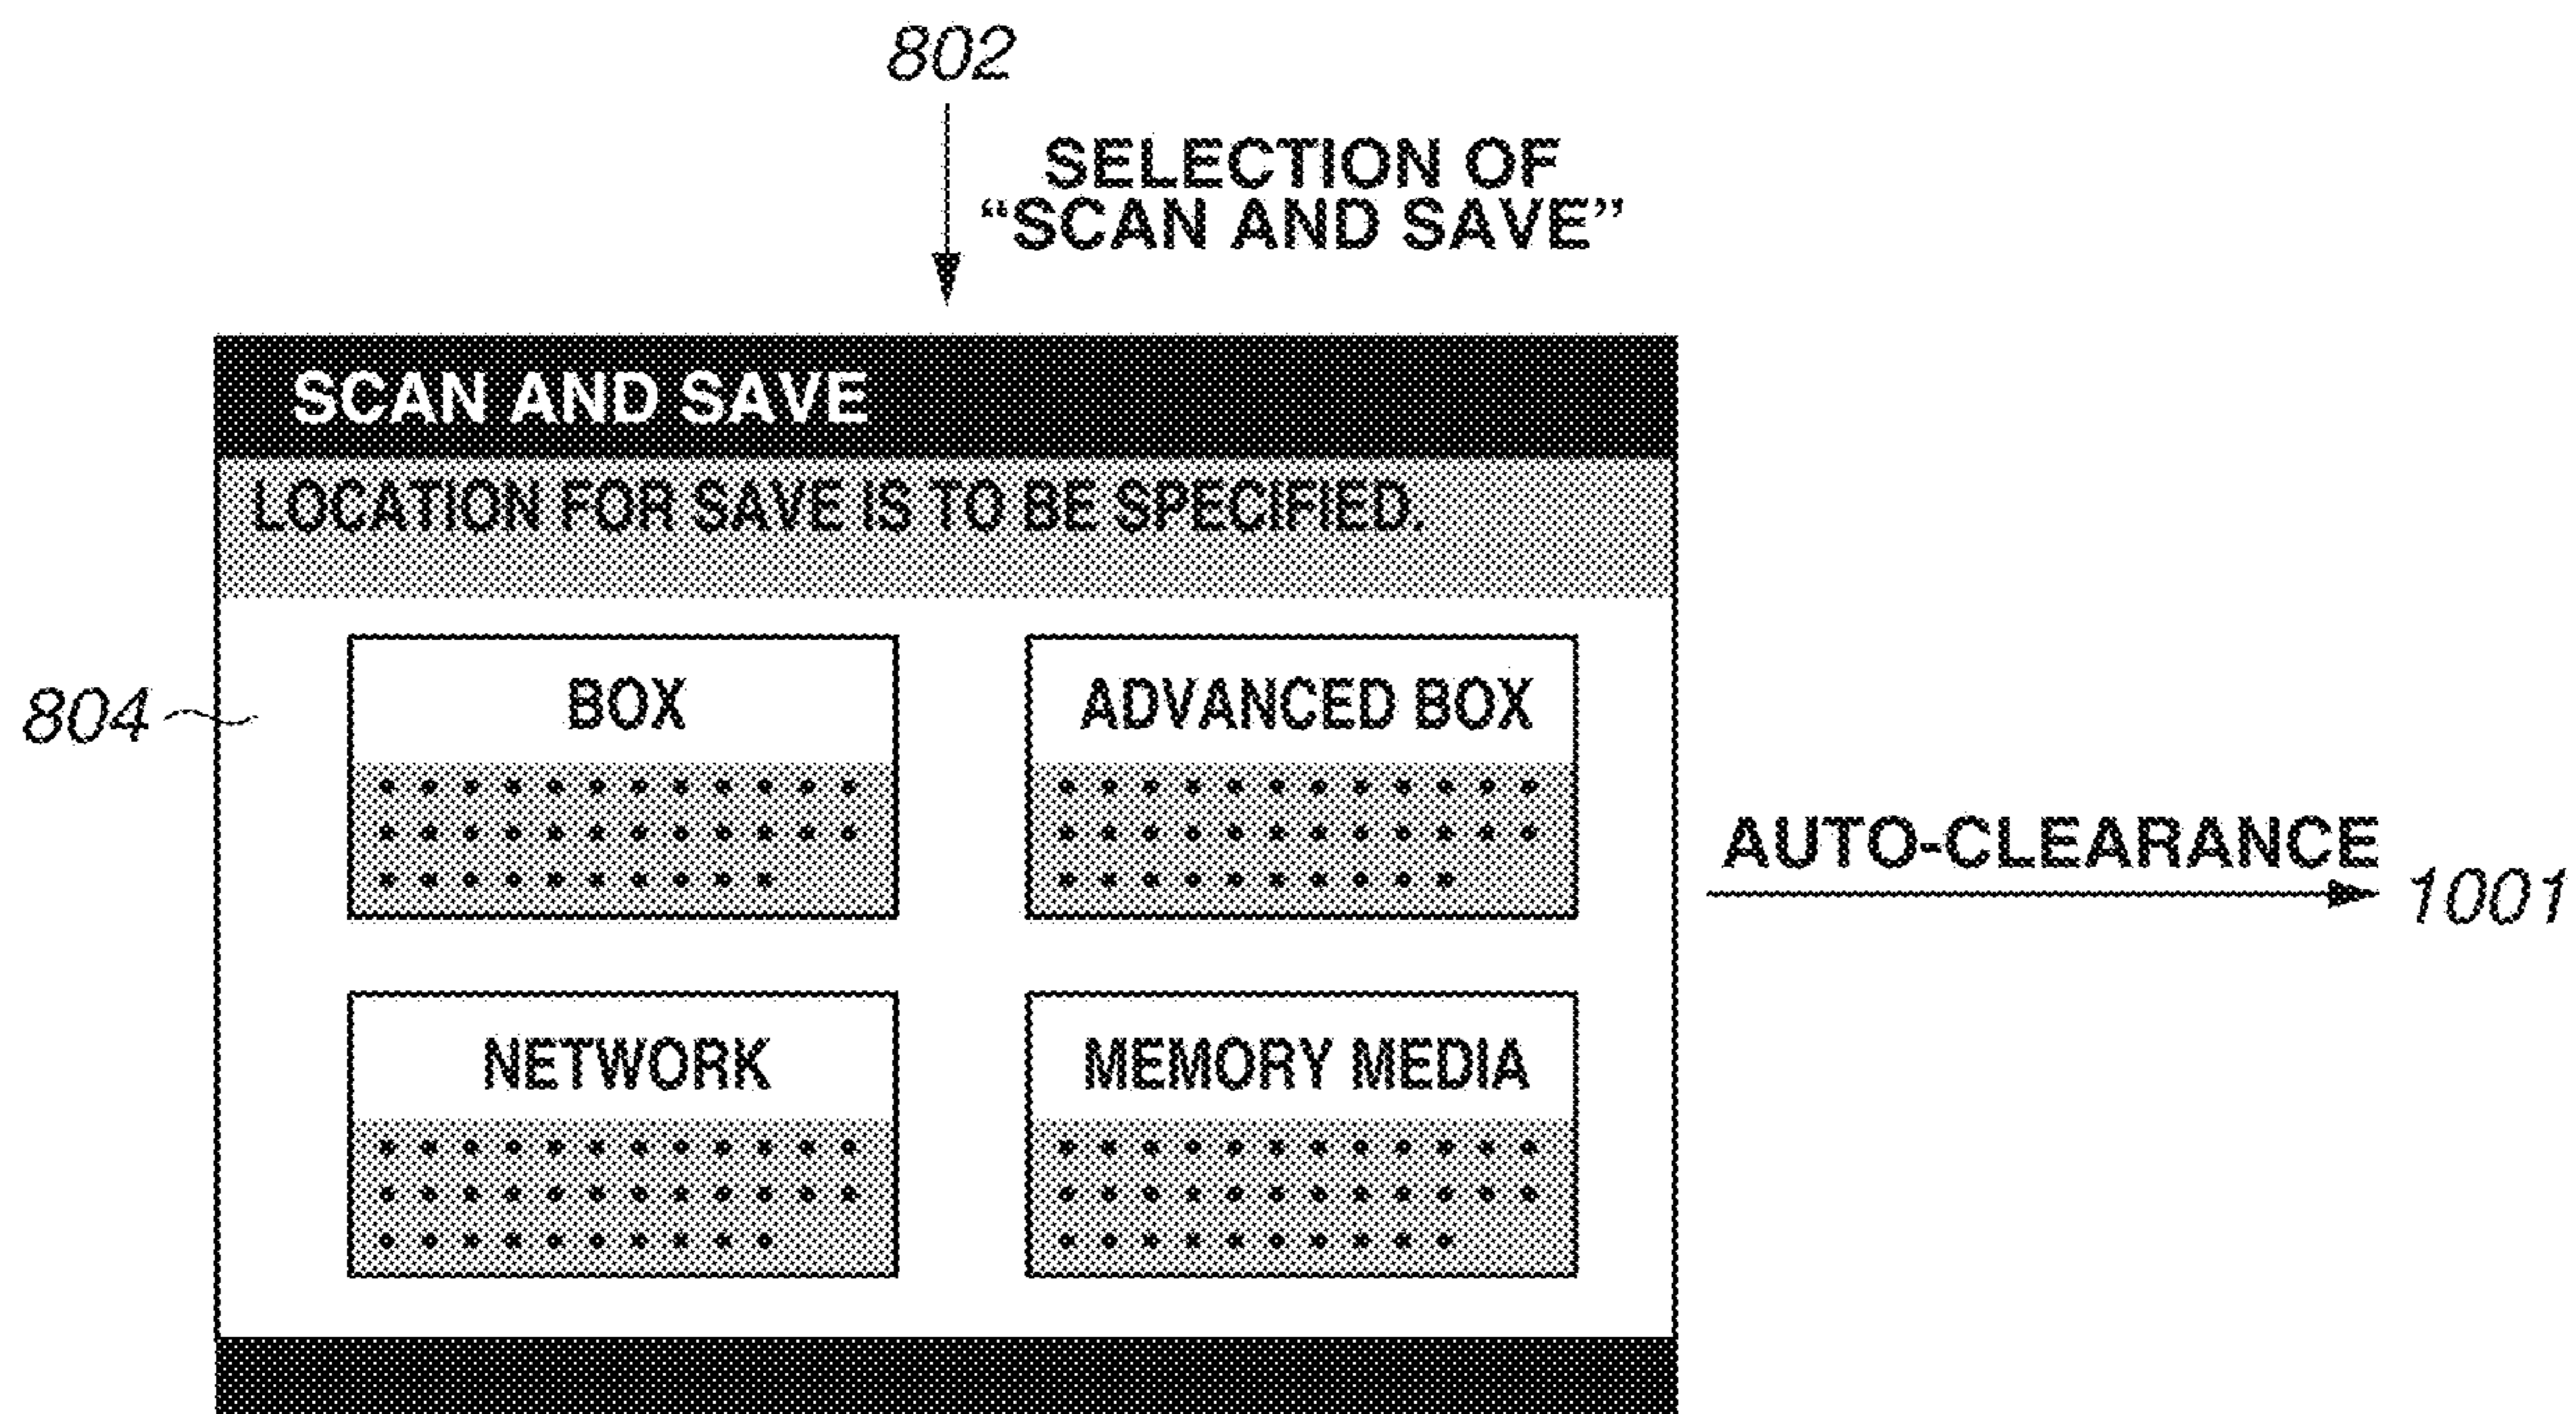 802
SELECTION OF
“SCAN AND SAVE”
SCAN AND SAVE
LOCATION FOR SAVE IS TO BE SPECIFIED.
804
BOX
ADVANCED BOX
AUTO-CLEARANCE
1001
NETWORK
MEMORY MEDIA